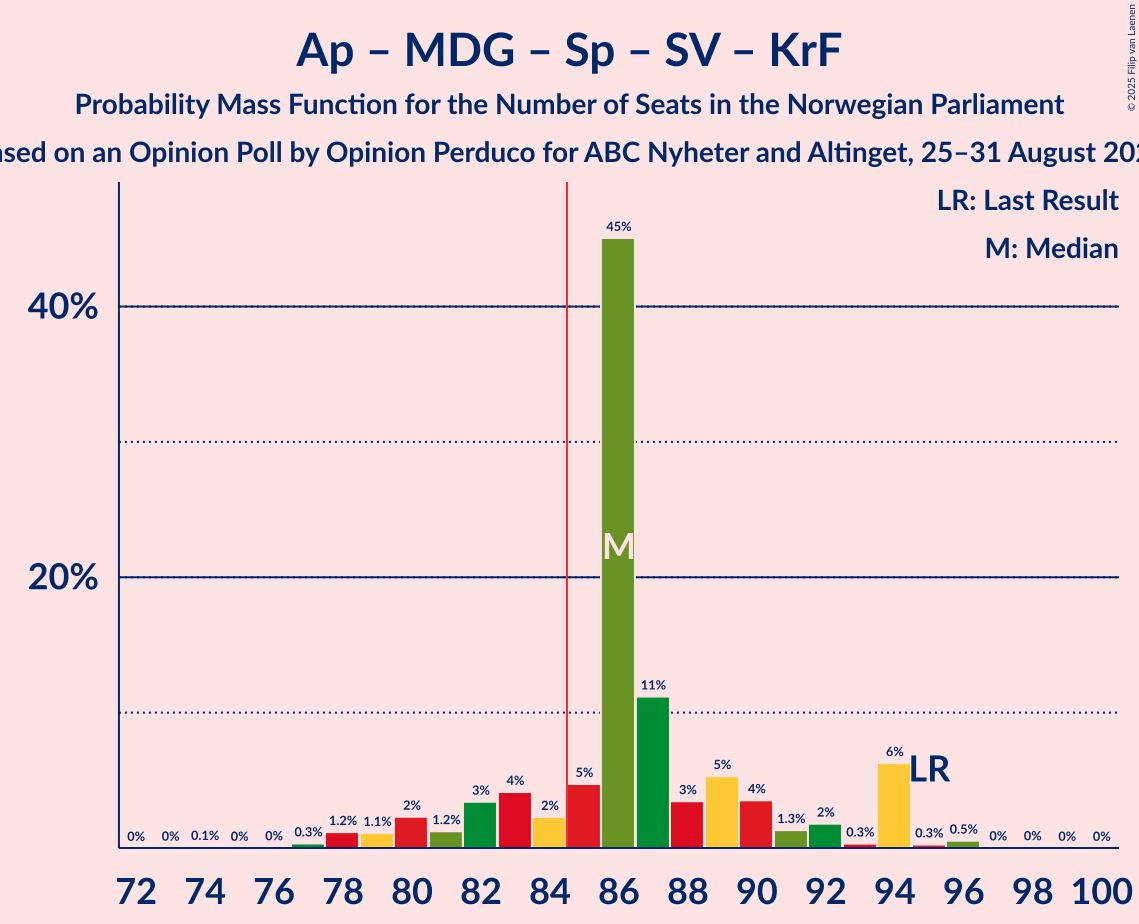 Ap – MDG – Sp – SV – KrF
Probability Mass Function for the Number of Seats in the Norwegian Parliament
on an Opinion Poll by Opinion Perduco for ABC Nyheter and Altinget, 25–31 August
© 2025 Filip van Laenen
LR: Last Result
M: Median
40%
20%
0% 0% 0.1% 0% 0% 0.3% 1.2% 1.1% 2% 1.2% 3% 4% 2% 5% 45% 11% 3% 5% 4% 1.3% 2% 0.3% 6% 0.3% 0.5% 0% 0% 0% 0%
M
LR
72 74 76 78 80 82 84 86 88 90 92 94 96 98 100